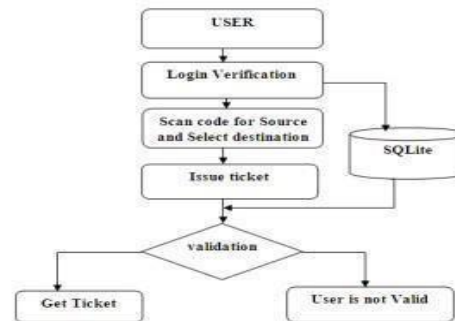 USER
Login Verification
Scan code for Source
and Select destination
SQLite
Issue ticket
validation
Get Ticket
User is not Valid